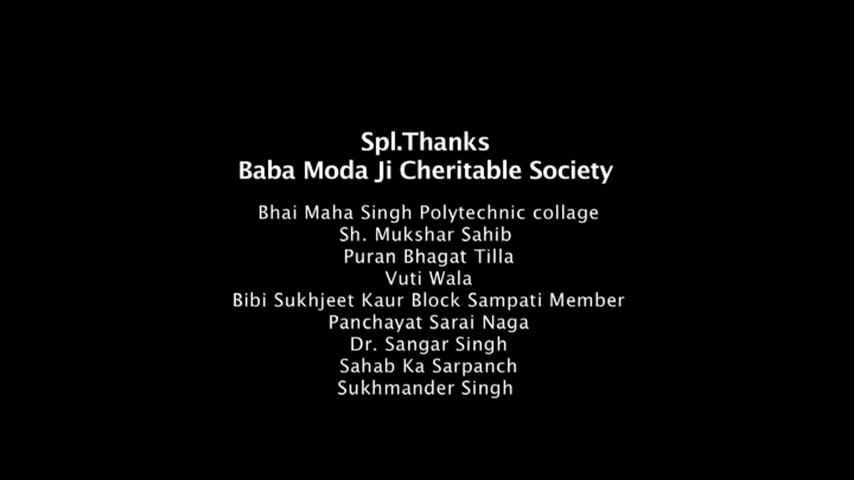 Spl.Thanks
Baba Moda Ji Cheritable Society
Bhai Maha Singh Polytechnic collage
Sh. Mukshar Sahib
Puran Bhagat Tilla
Vuti Wala
Bibi Sukhjeet Kaur Block Sampati Member
Panchayat Sarai Naga
Dr. Sangar Singh
Sahab Ka Sarpanch
Sukhmander Singh